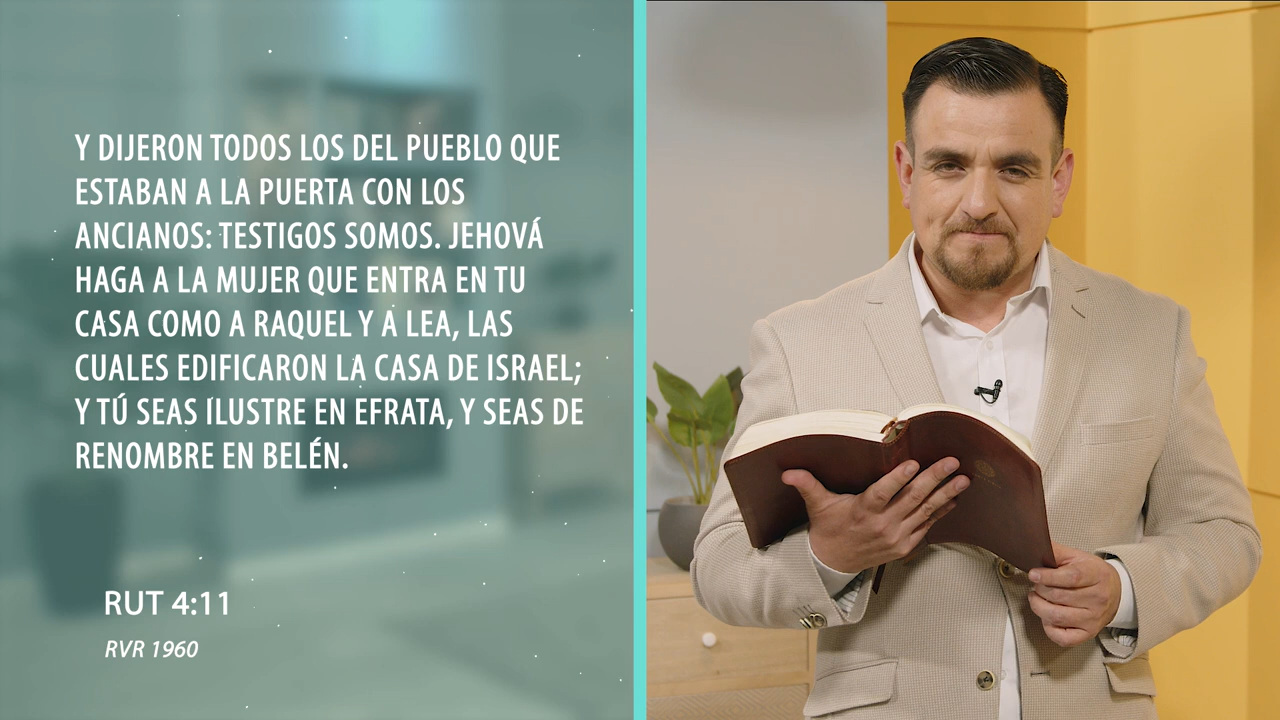 Y DIJERON TODOS LOS DEL PUEBLO QUE
ESTABAN A LA PUERTA CON LOS
ANCIANOS: TESTIGOS SOMOS. JEHOVÁ
HAGA A LA MUJER QUE ENTRA EN TU
CASA COMO A RAQUEL Y A LEA, LAS
CUALES EDIFICARON LA CASA DE ISRAEL;
Y TÚ SEAS ILUSTRE EN EFRATA, Y SEAS DE
RENOMBRE EN BELÉN.
RUT 4:11
RVR 1960